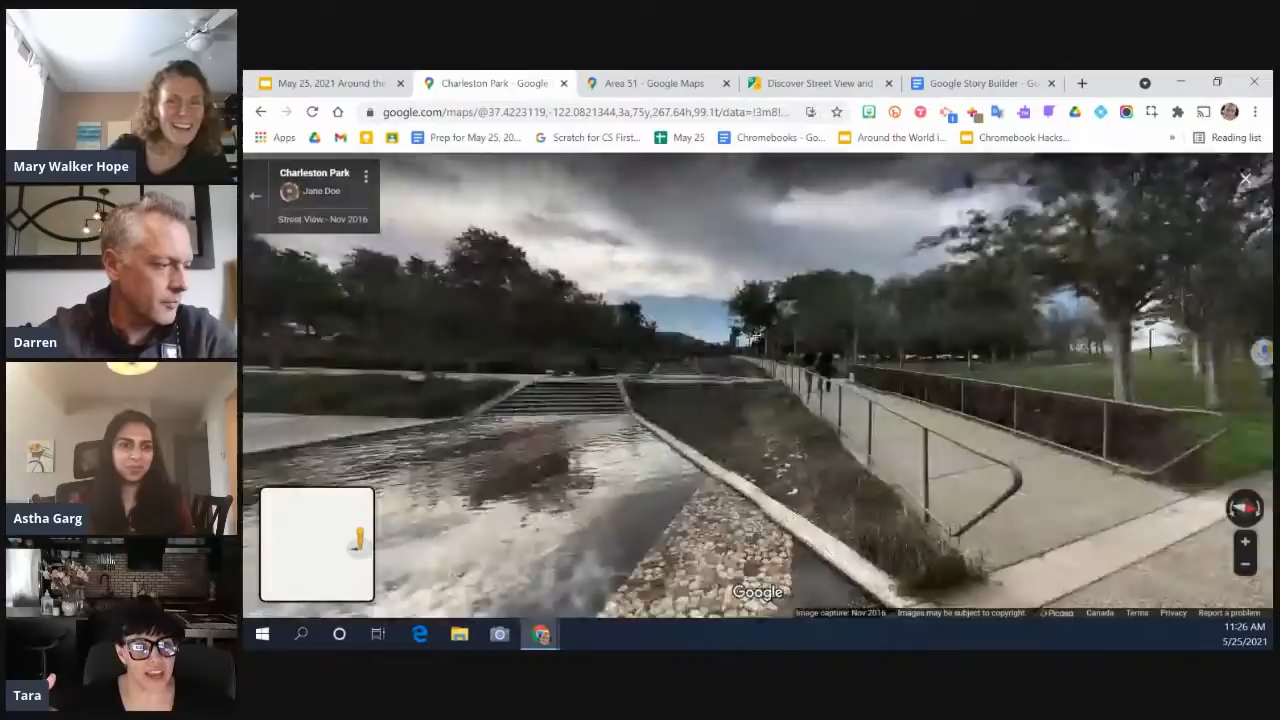 Mary Walker Hope
Darren
Astha Garg
Tara
May 25, 2021 Around the
Charleston Park - Google
Area 51 - Google Maps
Discover Street View and
Google Story Builder - Gu
google.com/maps/@37.4223119,-122.0821344,3a,75y,267.64h,99.1t/data=!3m8!...
Apps
Prep for May 25, 20...
Scratch for CS First...
May 25
Chromebooks - Go...
Around the World i...
Chromebook Hacks...
»
Reading list
Charleston Park
Jane Doe
Street View - Nov 2016
Google
Image capture: Nov 2016 Images may be subject to copyright. Picasa Canada Terms Privacy Report a problem
11:26 AM
5/25/2021